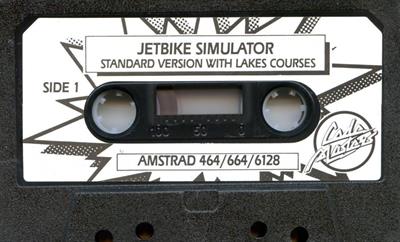 JETBIKE SIMULATOR
STANDARD VERSION WITH LAKES COURSES
SIDE 1
100 50 0
AMSTRAD 464/664/6128
Code
Masters